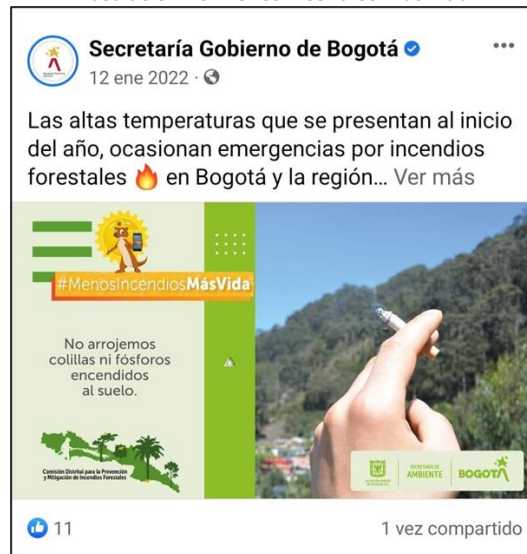 Secretaría Gobierno de Bogotá
12 ene 2022
Las altas temperaturas que se presentan al inicio
del año, ocasionan emergencias por incendios
forestales 🔥 en Bogotá y la región... Ver más
#MenosIncendiosMásVida
No arrojemos
colillas ni fósforos
encendidos
al suelo.
Comisión Distrital para la Prevención
y Mitigación de Incendios Forestales
SECRETARÍA DE
AMBIENTE
BOGOTÁ
11
1 vez compartido